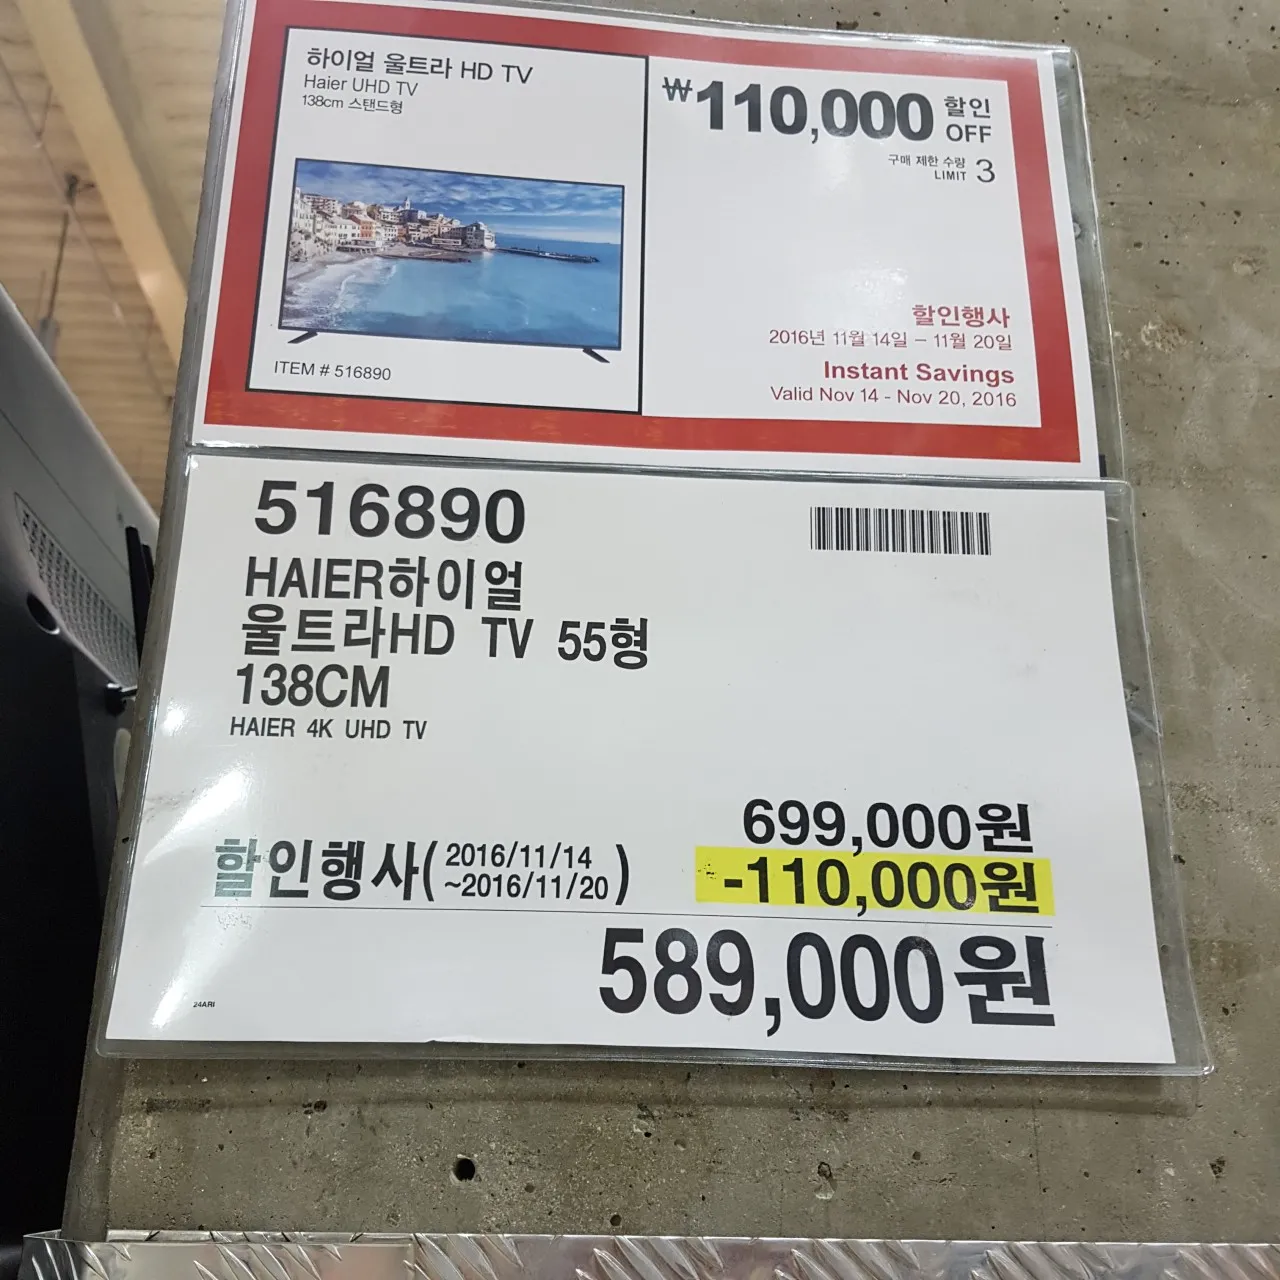 하이얼 울트라 HD TV
Haier UHD TV
138cm 스탠드형
ITEM # 516890
₩110,000 할인 OFF
구매 제한 수량 LIMIT 3
할인행사
2016년 11월 14일 – 11월 20일
Instant Savings
Valid Nov 14 - Nov 20, 2016
516890
HAIER하이얼
울트라HD TV 55형
138CM
HAIER 4K UHD TV
699,000원
할인행사(2016/11/14 ~2016/11/20) -110,000원
589,000원
24ARI